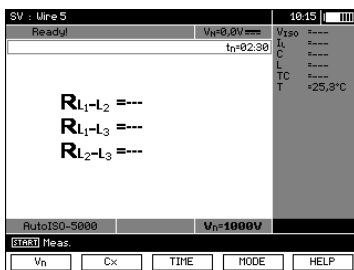 SV : Wire 5 10:15
Ready! VN=0,0V
tn=02:30
VISO =---
IL =---
C =---
L =---
TC =---
T =25,3°C
RL1-L2 =---
RL1-L3 =---
RL2-L3 =---
AutoISO-5000 Vn=1000V
START Meas.
Vn Cx TIME MODE HELP